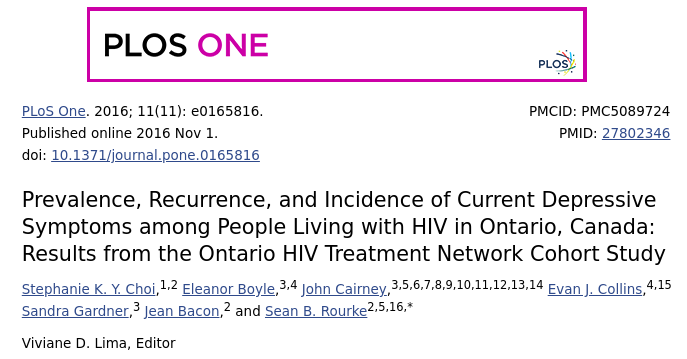 PLOS ONE
PLOS
PLoS One. 2016; 11(11): e0165816.
PMCID: PMC5089724
Published online 2016 Nov 1.
PMID: 27802346
doi: 10.1371/journal.pone.0165816
Prevalence, Recurrence, and Incidence of Current Depressive
Symptoms among People Living with HIV in Ontario, Canada:
Results from the Ontario HIV Treatment Network Cohort Study
Stephanie K. Y. Choi,1,2 Eleanor Boyle,3,4 John Cairney,3,5,6,7,8,9,10,11,12,13,14 Evan J. Collins,4,15
Sandra Gardner,3 Jean Bacon,2 and Sean B. Rourke2,5,16,*
Viviane D. Lima, Editor